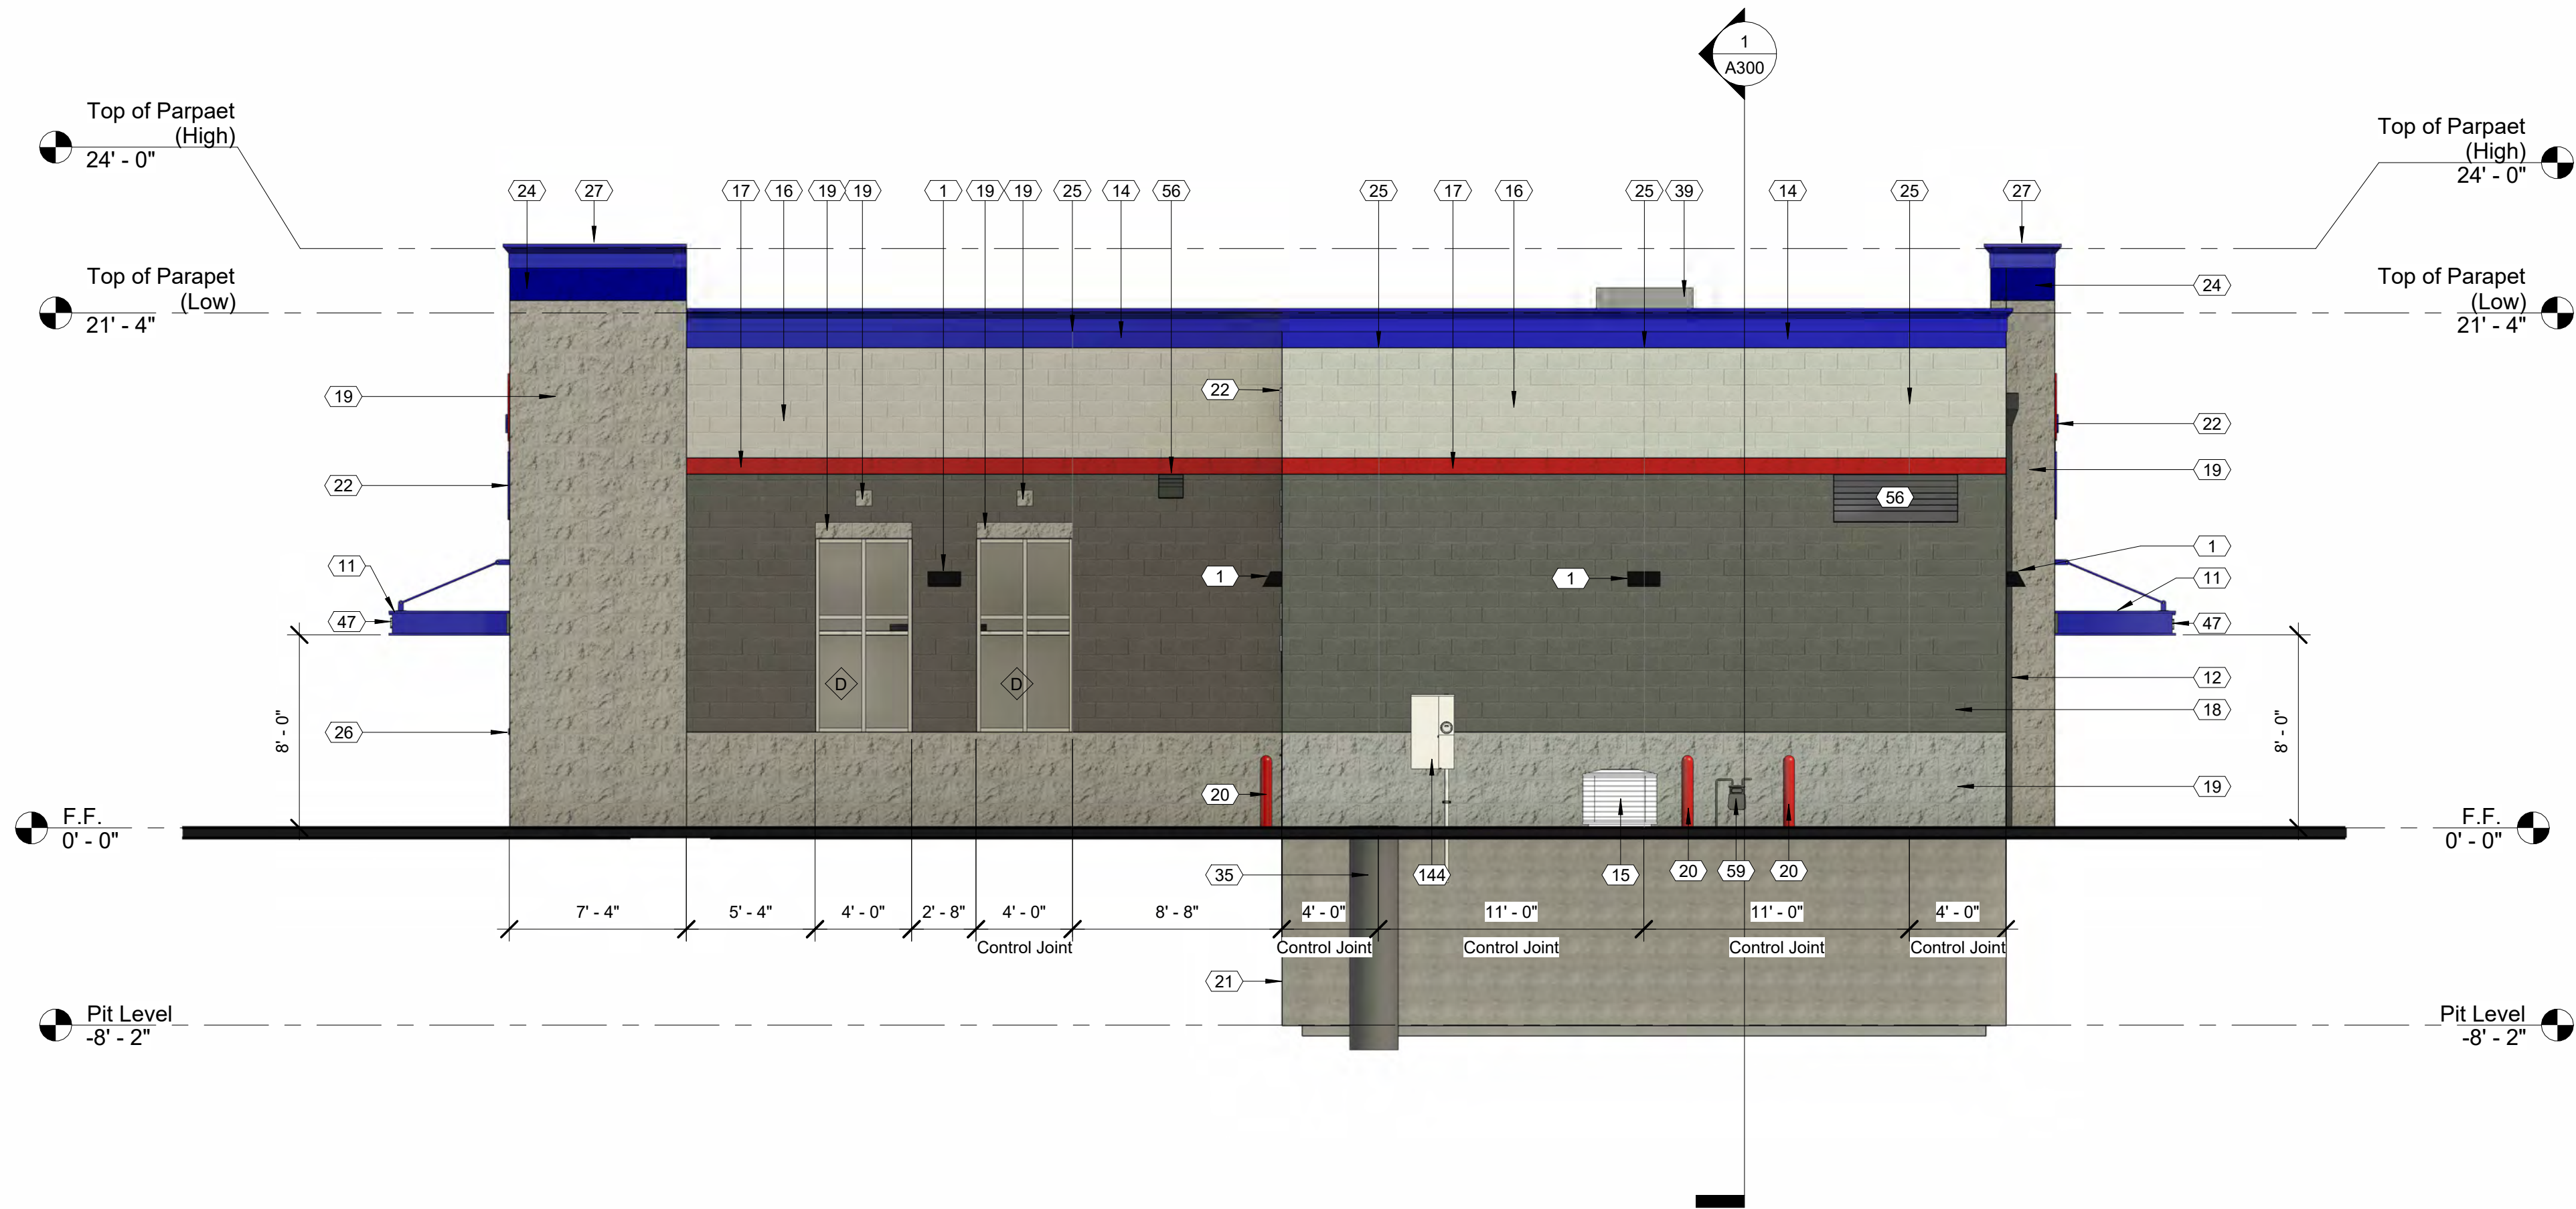 1
A300
Top of Parpaet
(High)
24' - 0"
Top of Parpaet
(High)
24' - 0"
24
27
17
16
19
19
1
19
19
25
14
56
25
17
16
25
39
14
25
27
Top of Parapet
(Low)
21' - 4"
Top of Parapet
(Low)
21' - 4"
24
19
22
22
22
19
56
11
1
1
1
11
47
47
12
D
D
18
26
8' - 0"
8' - 0"
20
19
F.F.
0' - 0"
F.F.
0' - 0"
35
144
15
20
59
20
7' - 4"
5' - 4"
4' - 0"
2' - 8"
4' - 0"
8' - 8"
4' - 0"
11' - 0"
11' - 0"
4' - 0"
Control Joint
Control Joint
Control Joint
Control Joint
Control Joint
21
Pit Level
-8' - 2"
Pit Level
-8' - 2"